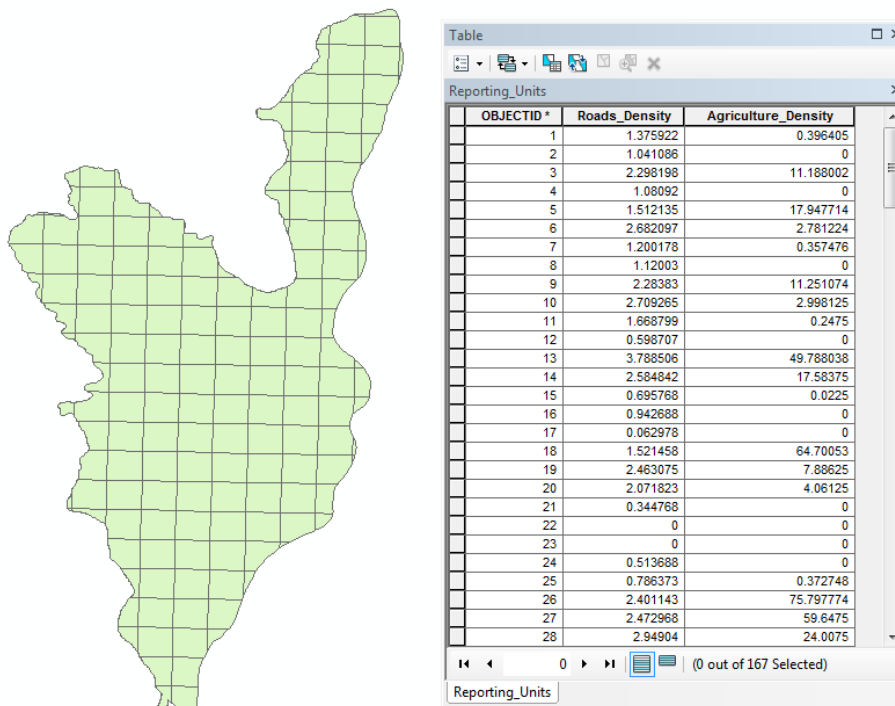 Table
Reporting_Units
OBJECTID * Roads_Density Agriculture_Density
1 1.375922 0.396405
2 1.041086 0
3 2.298198 11.188002
4 1.08092 0
5 1.512135 17.947714
6 2.682097 2.781224
7 1.200178 0.357476
8 1.12003 0
9 2.28383 11.251074
10 2.709265 2.998125
11 1.668799 0.2475
12 0.598707 0
13 3.788506 49.788038
14 2.584842 17.58375
15 0.695768 0.0225
16 0.942688 0
17 0.062978 0
18 1.521458 64.70053
19 2.463075 7.88625
20 2.071823 4.06125
21 0.344768 0
22 0 0
23 0 0
24 0.513688 0
25 0.786373 0.372748
26 2.401143 75.797774
27 2.472968 59.6475
28 2.94904 24.0075
0 (0 out of 167 Selected)
Reporting_Units